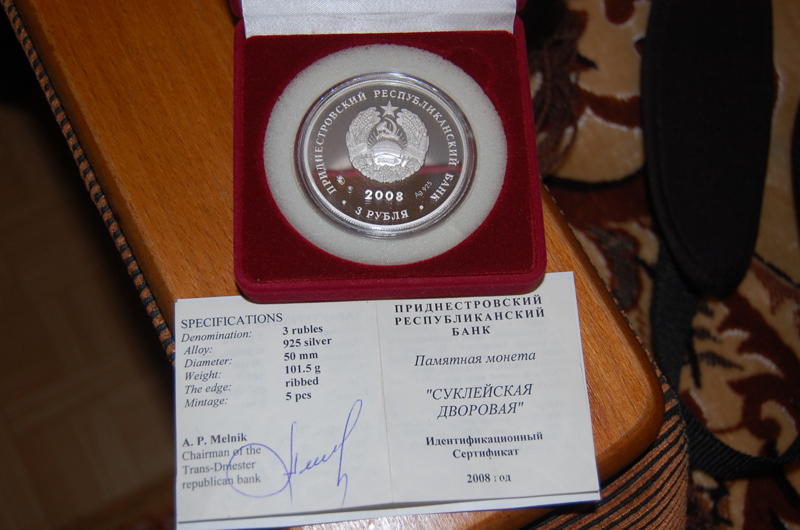 ПРИДНЕСТРОВСКИЙ РЕСПУБЛИКАНСКИЙ БАНК
2008
Ag 925
• 3 РУБЛЯ •
SPECIFICATIONS
Denomination: 3 rubles
Alloy: 925 silver
Diameter: 50 mm
Weight: 101.5 g
The edge: ribbed
Mintage: 5 pcs
A. P. Melnik
Chairman of the
Trans-Dniester
republican bank
ПРИДНЕСТРОВСКИЙ
РЕСПУБЛИКАНСКИЙ
БАНК
Памятная монета
"СУКЛЕЙСКАЯ
ДВОРОВАЯ"
Идентификационный
Сертификат
2008 год